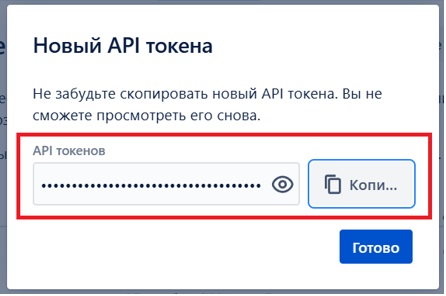 Новый API токена
Не забудьте скопировать новый API токена. Вы не
сможете просмотреть его снова.
API токенов
••••••••••••••••••••••••••••••••••
Копи...
Готово